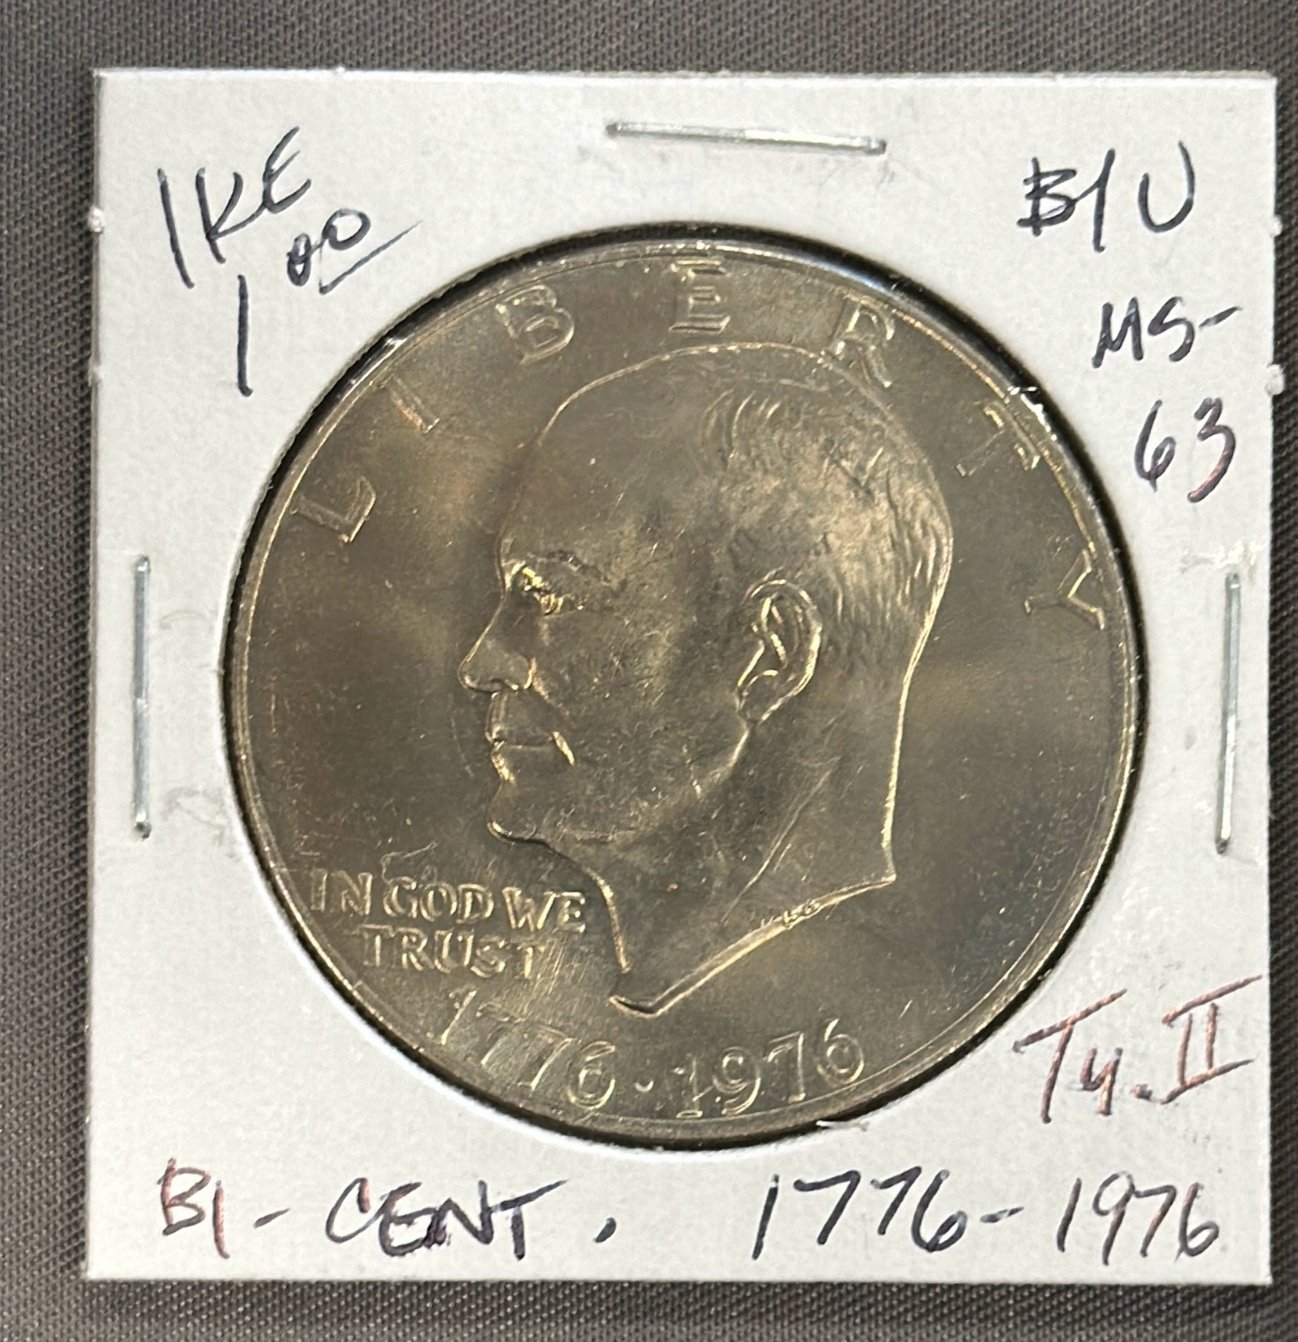 IKE
1.00
B/U
MS-
63
LIBERTY
IN GOD WE
TRUST
1776·1976
Ty. II
BI-CENT. 1776-1976